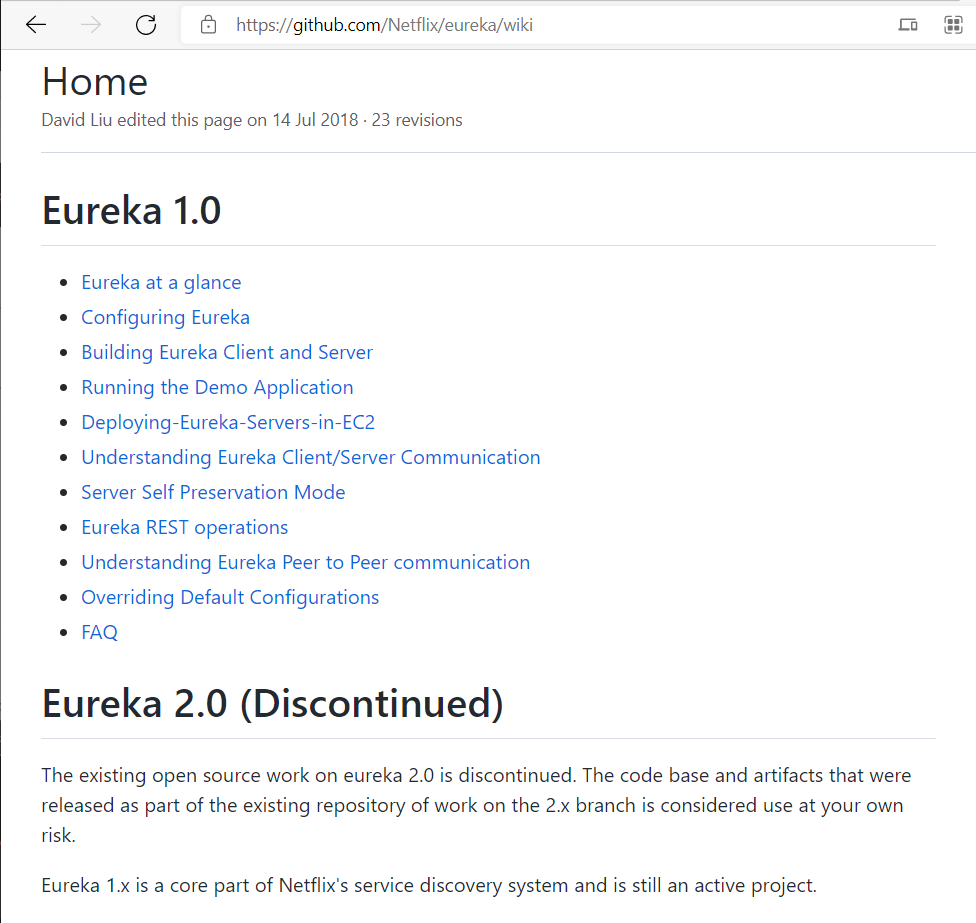 https://github.com/Netflix/eureka/wiki
Home
David Liu edited this page on 14 Jul 2018 · 23 revisions
Eureka 1.0
Eureka at a glance
Configuring Eureka
Building Eureka Client and Server
Running the Demo Application
Deploying-Eureka-Servers-in-EC2
Understanding Eureka Client/Server Communication
Server Self Preservation Mode
Eureka REST operations
Understanding Eureka Peer to Peer communication
Overriding Default Configurations
FAQ
Eureka 2.0 (Discontinued)
The existing open source work on eureka 2.0 is discontinued. The code base and artifacts that were
released as part of the existing repository of work on the 2.x branch is considered use at your own
risk.
Eureka 1.x is a core part of Netflix's service discovery system and is still an active project.